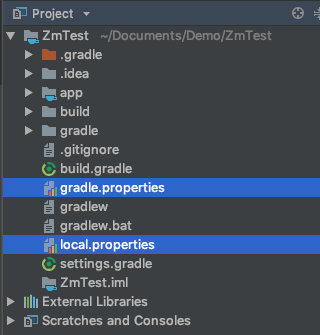 Project
ZmTest ~/Documents/Demo/ZmTest
.gradle
.idea
app
build
gradle
.gitignore
build.gradle
gradle.properties
gradlew
gradlew.bat
local.properties
settings.gradle
ZmTest.iml
External Libraries
Scratches and Consoles